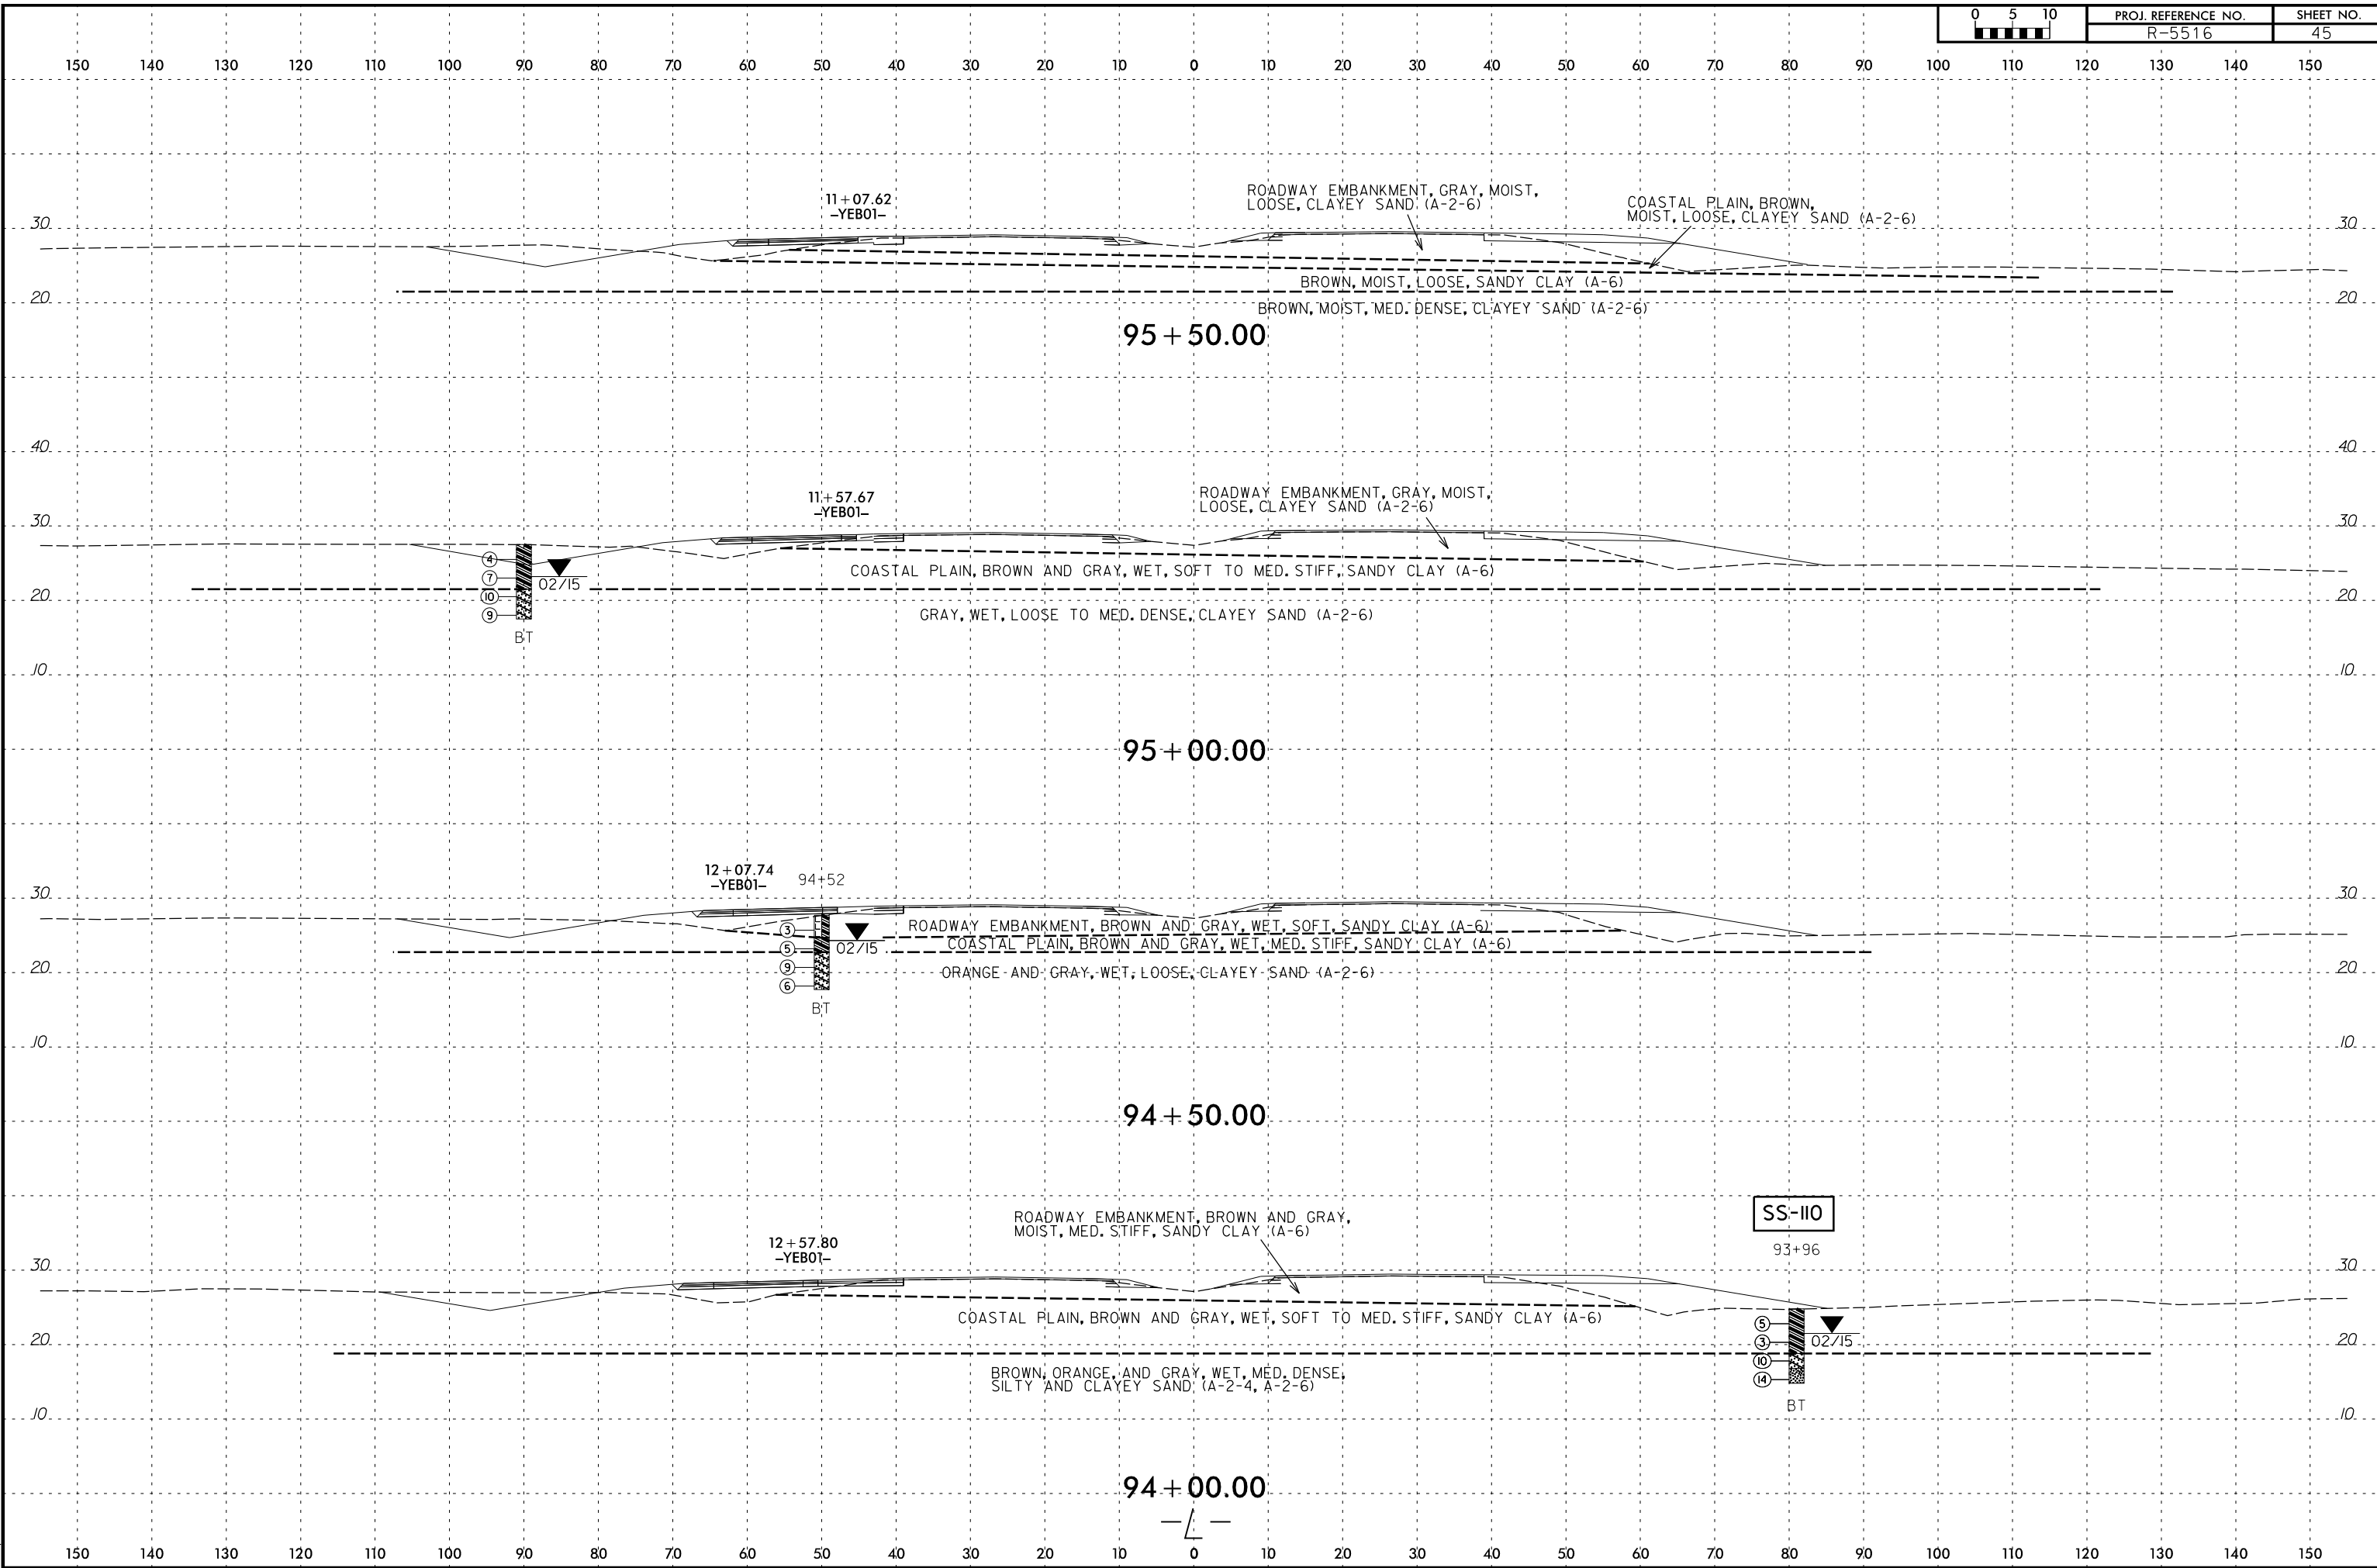 0 5 10
PROJ. REFERENCE NO.
SHEET NO.
R-5516
45
150 140 130 120 110 100 90 80 70 60 50 40 30 20 10 0 10 20 30 40 50 60 70 80 90 100 110 120 130 140 150
ROADWAY EMBANKMENT, GRAY, MOIST,
LOOSE, CLAYEY SAND (A-2-6)
COASTAL PLAIN, BROWN,
MOIST, LOOSE, CLAYEY SAND (A-2-6)
11+07.62
-YEB01-
30 30
BROWN, MOIST, LOOSE, SANDY CLAY (A-6)
20 20
BROWN, MOIST, MED. DENSE, CLAYEY SAND (A-2-6)
95+50.00
40 40
11+57.67
-YEB01-
ROADWAY EMBANKMENT, GRAY, MOIST,
LOOSE, CLAYEY SAND (A-2-6)
30 30
4
7
10
9
02/15
BT
COASTAL PLAIN, BROWN AND GRAY, WET, SOFT TO MED. STIFF, SANDY CLAY (A-6)
20 20
GRAY, WET, LOOSE TO MED. DENSE, CLAYEY SAND (A-2-6)
10 10
95+00.00
12+07.74
-YEB01-
94+52
30 30
ROADWAY EMBANKMENT, BROWN AND GRAY, WET, SOFT, SANDY CLAY (A-6)
3
5
9
6
02/15
BT
COASTAL PLAIN, BROWN AND GRAY, WET, MED. STIFF, SANDY CLAY (A-6)
20 20
ORANGE AND GRAY, WET, LOOSE, CLAYEY SAND (A-2-6)
10 10
94+50.00
SS-110
93+96
ROADWAY EMBANKMENT, BROWN AND GRAY,
MOIST, MED. STIFF, SANDY CLAY (A-6)
12+57.80
-YEB01-
30 30
COASTAL PLAIN, BROWN AND GRAY, WET, SOFT TO MED. STIFF, SANDY CLAY (A-6)
5
3
10
14
02/15
BT
20 20
BROWN, ORANGE, AND GRAY, WET, MED. DENSE,
SILTY AND CLAYEY SAND (A-2-4, A-2-6)
10 10
94+00.00
-L-
150 140 130 120 110 100 90 80 70 60 50 40 30 20 10 0 10 20 30 40 50 60 70 80 90 100 110 120 130 140 150